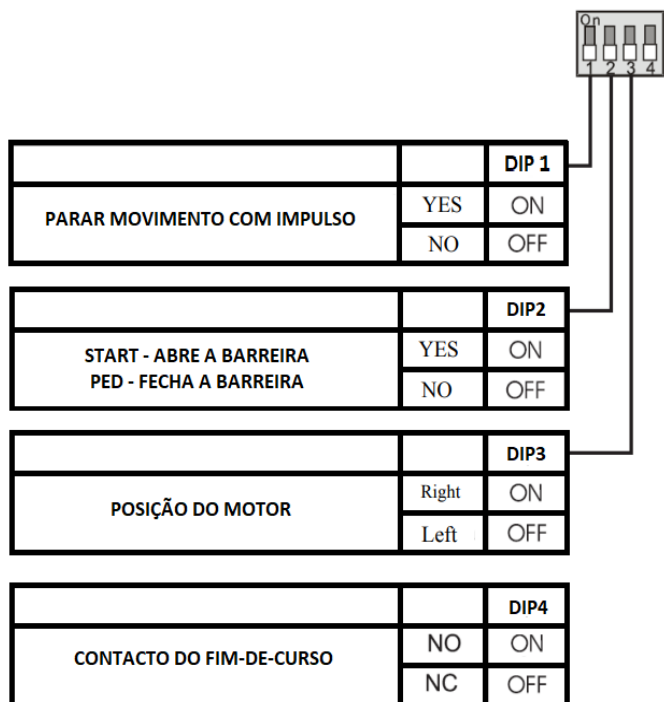 On
1 2 3 4
DIP 1
PARAR MOVIMENTO COM IMPULSO
YES ON
NO OFF
DIP2
START - ABRE A BARREIRA
PED - FECHA A BARREIRA
YES ON
NO OFF
DIP3
POSIÇÃO DO MOTOR
Right ON
Left OFF
DIP4
CONTACTO DO FIM-DE-CURSO
NO ON
NC OFF